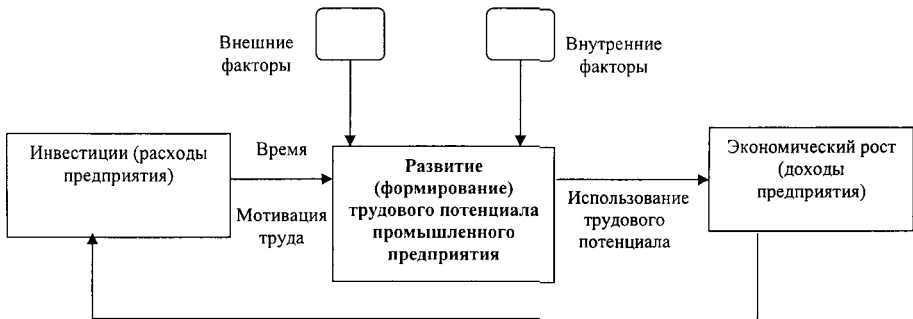 Внешние
факторы
Внутренние
факторы
Инвестиции (расходы
предприятия)
Время
Мотивация
труда
Развитие
(формирование)
трудового потенциала
промышленного
предприятия
Использование
трудового
потенциала
Экономический рост
(доходы
предприятия)